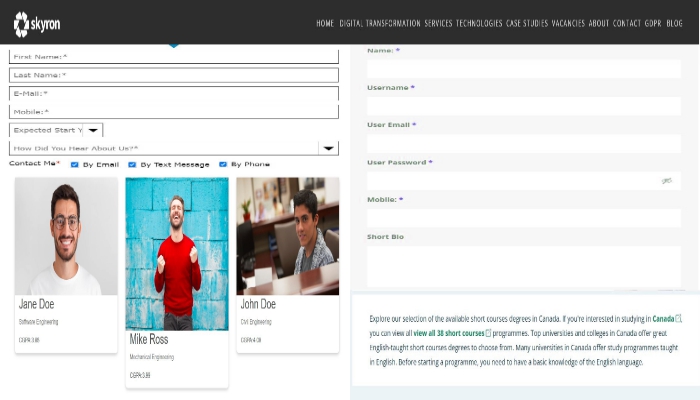 skyron
HOME DIGITAL TRANSFORMATION SERVICES TECHNOLOGIES CASE STUDIES VACANCIES ABOUT CONTACT GDPR BLOG
First Name:*
Last Name:*
E-Mail:*
Mobile:*
Expected Start Y
How Did You Hear About Us?*
Contact Me* By Email By Text Message By Phone
Jane Doe
Software Engineering
CGPA:3.85
Mike Ross
Mechanical Engineering
CGPA:3.89
John Doe
Civil Engineering
CGPA:4.00
Name: *
Username *
User Email *
User Password *
Mobile: *
Short Bio
Explore our selection of the available short courses degrees in Canada. If you're interested in studying in Canada,
you can view all view all 38 short courses programmes. Top universities and colleges in Canada offer great
English-taught short courses degrees to choose from. Many universities in Canada offer study programmes taught
in English. Before starting a programme, you need to have a basic knowledge of the English language.